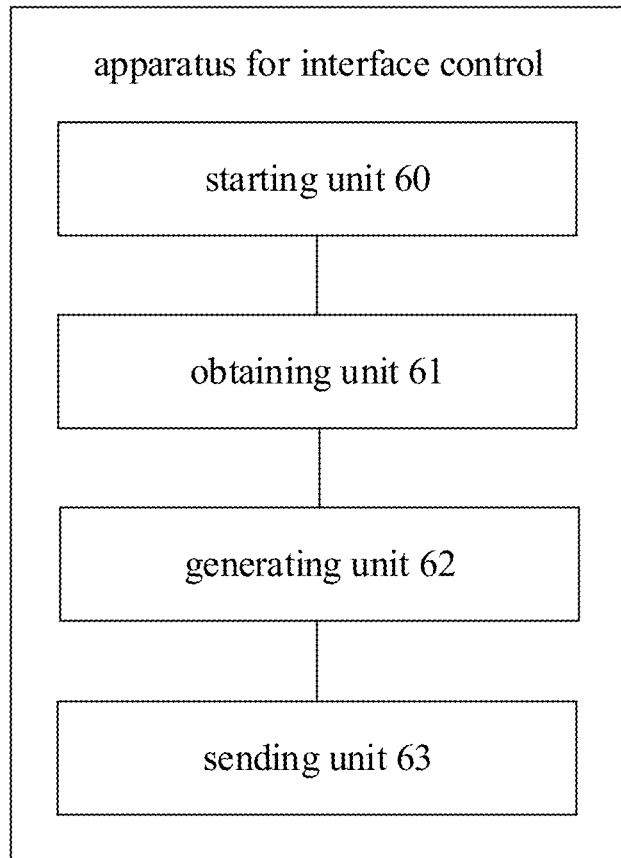 apparatus for interface control
starting unit 60
obtaining unit 61
generating unit 62
sending unit 63